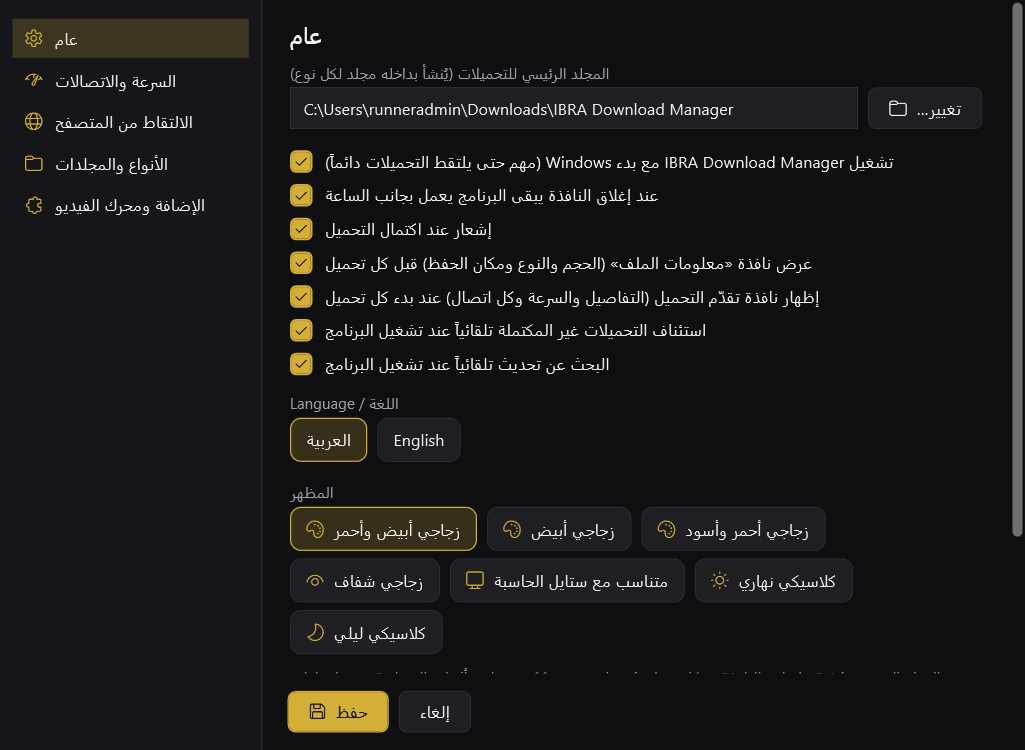 عام
السرعة والاتصالات
الالتقاط من المتصفح
الأنواع والمجلدات
الإضافة ومحرك الفيديو
عام
المجلد الرئيسي للتحميلات (يُنشأ بداخله مجلد لكل نوع)
C:\Users\runneradmin\Downloads\IBRA Download Manager
تغيير...
تشغيل IBRA Download Manager مع بدء Windows (مهم حتى يلتقط التحميلات دائماً)
عند إغلاق النافذة يبقى البرنامج يعمل بجانب الساعة
إشعار عند اكتمال التحميل
عرض نافذة «معلومات الملف» (الحجم والنوع ومكان الحفظ) قبل كل تحميل
إظهار نافذة تقدّم التحميل (التفاصيل والسرعة وكل اتصال) عند بدء كل تحميل
استئناف التحميلات غير المكتملة تلقائياً عند تشغيل البرنامج
البحث عن تحديث تلقائياً عند تشغيل البرنامج
اللغة / Language
العربية
English
المظهر
زجاجي أبيض وأحمر
زجاجي أبيض
زجاجي أحمر وأسود
زجاجي شفاف
متناسب مع ستايل الحاسبة
كلاسيكي نهاري
كلاسيكي ليلي
حفظ
إلغاء